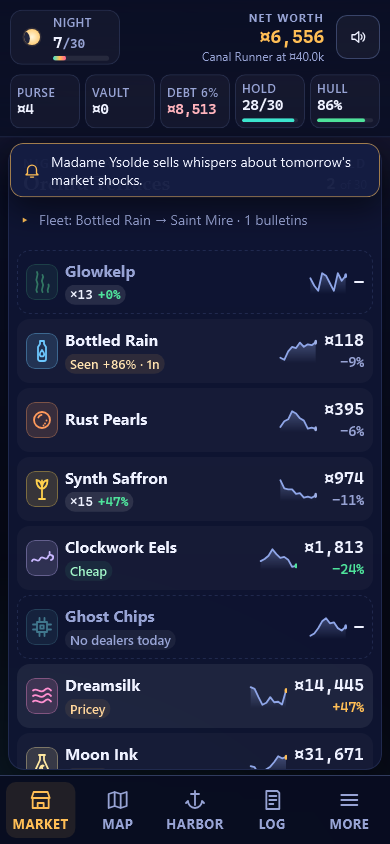 NIGHT
7/30
NET WORTH
¤6,556
Canal Runner at ¤40.0k
PURSE
¤4
VAULT
¤0
DEBT 6%
¤8,513
HOLD
28/30
HULL
86%
Madame Ysolde sells whispers about tomorrow's
market shocks.
Fleet: Bottled Rain → Saint Mire · 1 bulletins
Glowkelp
×13 +0%
—
Bottled Rain
Seen +86% · 1n
¤118
−9%
Rust Pearls
¤395
−6%
Synth Saffron
×15 +47%
¤974
−11%
Clockwork Eels
Cheap
¤1,813
−24%
Ghost Chips
No dealers today
—
Dreamsilk
Pricey
¤14,445
+47%
Moon Ink
¤31,671
MARKET
MAP
HARBOR
LOG
MORE